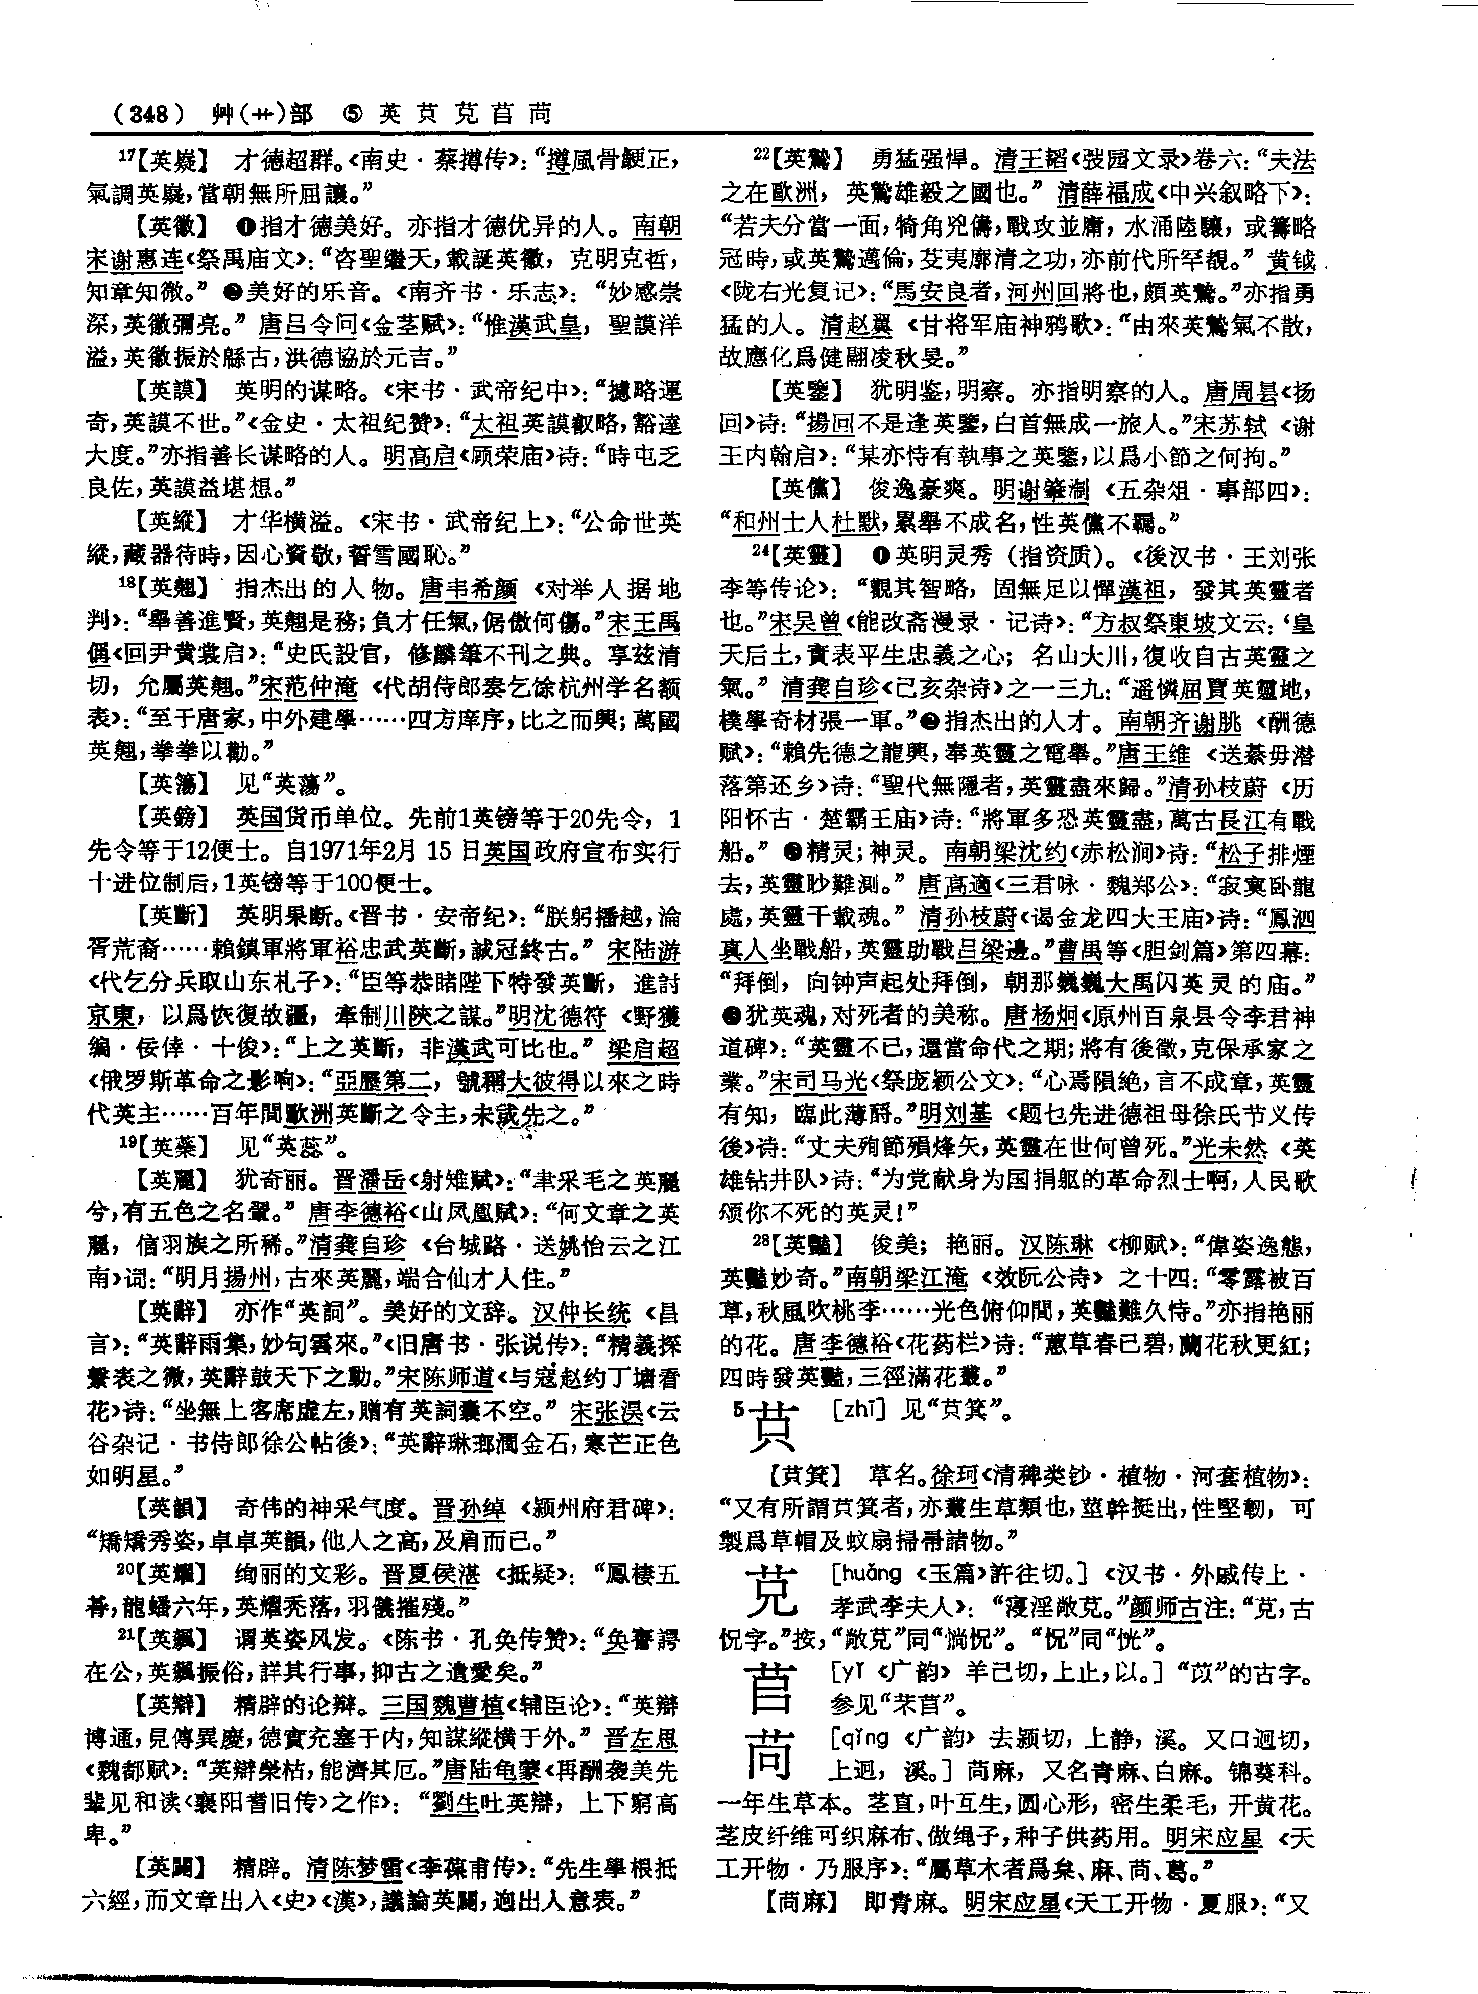 （348） 艸（艹）部 ⑤ 英苂茓苢苘
17【英嶷】 才德超群。《南史·蔡撙传》：“撙風骨鯁正，
氣調英嶷，當朝無所屈讓。”
【英徽】 ❶指才德美好。亦指才德优异的人。南朝
宋谢惠连《祭禹庙文》：“咨聖繼天，載誕英徽，克明克哲，
知章知微。” ❷美好的乐音。《南齐书·乐志》：“妙感崇
深，英徽彌亮。” 唐吕令问《金茎赋》：“惟漢武皇，聖謨洋
溢，英徽振於緜古，洪德協於元吉。”
【英謨】 英明的谋略。《宋书·武帝纪中》：“㩲略運
奇，英謨不世。”《金史·太祖纪赞》：“太祖英謨叡略，豁達
大度。”亦指善长谋略的人。明高启《顾荣庙》诗：“時屯乏
良佐，英謨益堪想。”
【英縱】 才华横溢。《宋书·武帝纪上》：“公命世英
縱，藏器待時，因心資敬，誓雪國恥。”
18【英翹】 指杰出的人物。唐韦希颜《对举人据地
判》：“舉善進賢，英翹是務；負才任氣，倨傲何傷。”宋王禹
偁《回尹黄裳启》：“史氏設官，修麟筆不刊之典。享兹清
切，允屬英翹。”宋范仲淹《代胡侍郎奏乞馀杭州学名额
表》：“至于唐家，中外建學……四方庠序，比之而興；萬國
英翹，拳拳以勸。”
【英簜】 见“英荡”。
【英鎊】 英国货币单位。先前1英镑等于20先令，1
先令等于12便士。自1971年2月15日英国政府宣布实行
十进位制后，1英镑等于100便士。
【英斷】 英明果断。《晋书·安帝纪》：“朕躬播越，淪
胥荒裔……賴鎮軍將軍裕忠武英斷，誠冠終古。” 宋陆游
《代乞分兵取山东札子》：“臣等恭睹陛下特發英斷，進討
京東，以爲恢復故疆，牽制川陝之謀。”明沈德符《野獲
编·佞倖·十俊》：“上之英斷，非漢武可比也。” 梁启超
《俄罗斯革命之影响》：“亞歷第二，號稱大彼得以來之時
代英主……百年間歐洲英斷之令主，未或先之。”
19【英蘂】 见“英蕊”。
【英麗】 犹奇丽。晋潘岳《射雉赋》：“聿采毛之英麗
兮，有五色之名翬。” 唐李德裕《山凤凰赋》：“何文章之英
麗，信羽族之所稀。”清龚自珍《台城路·送姚怡云之江
南》词：“明月揚州，古來英麗，端合仙才人住。”
【英辭】 亦作“英詞”。美好的文辞。汉仲长统《昌
言》：“英辭雨集，妙句雲來。”《旧唐书·张说传》：“精義探
繫表之微，英辭鼓天下之動。”宋陈师道《与寇赵约丁塘看
花》诗：“坐無上客席虚左，贈有英詞囊不空。” 宋张淏《云
谷杂记·书侍郎徐公帖後》：“英辭琳瑯潤金石，寒芒正色
如明星。”
【英韻】 奇伟的神采气度。晋孙绰《颍州府君碑》：
“矯矯秀姿，卓卓英韻，他人之高，及肩而已。”
20【英耀】 绚丽的文彩。晋夏侯湛《抵疑》：“鳳棲五
朞，龍蟠六年，英耀禿落，羽儀摧殘。”
21【英飆】 谓英姿风发。《陈书·孔奂传赞》：“奂謇諤
在公，英飆振俗，詳其行事，抑古之遺愛矣。”
【英辯】 精辟的论辩。三国魏曹植《辅臣论》：“英辯
博通，見傳異度，德實充塞于内，知謀縱横于外。” 晋左思
《魏都赋》：“英辯榮枯，能濟其厄。”唐陆龟蒙《再酬袭美先
辈见和读〈襄阳耆旧传〉之作》：“劉生吐英辯，上下窮高
卑。”
【英闢】 精辟。清陈梦雷《李葆甫传》：“先生學根抵
六經，而文章出入《史》《漢》，議論英闢，迥出人意表。”
22【英鷙】 勇猛强悍。清王韬《弢园文录》卷六：“夫法
之在歐洲，英鷙雄毅之國也。” 清薛福成《中兴叙略下》：
“若夫分當一面，犄角兇儔，戰攻並庸，水涌陸驤，或籌略
冠時，或英鷙邁倫，芟夷廓清之功，亦前代所罕覩。” 黄钺
《陇右光复记》：“馬安良者，河州回將也，頗英鷙。”亦指勇
猛的人。清赵翼《甘将军庙神鸦歌》：“由來英鷙氣不散，
故應化爲健翮凌秋旻。”
【英鑒】 犹明鉴，明察。亦指明察的人。唐周昙《扬
回》诗：“揚回不是逢英鑒，白首無成一旅人。”宋苏轼《谢
王内翰启》：“某亦恃有執事之英鑒，以爲小節之何拘。”
【英儻】 俊逸豪爽。明谢肇淛《五杂俎·事部四》：
“和州士人杜默，累舉不成名，性英儻不羈。”
24【英靈】 ❶英明灵秀（指资质）。《後汉书·王刘张
李等传论》：“觀其智略，固無足以憚漢祖，發其英靈者
也。”宋吴曾《能改斋漫录·记诗》：“方叔祭東坡文云：‘皇
天后土，實表平生忠義之心；名山大川，復收自古英靈之
氣。” 清龚自珍《己亥杂诗》之一三九：“遥憐屈賈英靈地，
樸學奇材張一軍。”❷指杰出的人才。南朝齐谢朓《酬德
赋》：“賴先德之龍興，奉英靈之電舉。”唐王维《送綦毋潜
落第还乡》诗：“聖代無隱者，英靈盡來歸。”清孙枝蔚《历
阳怀古·楚霸王庙》诗：“將軍多恐英靈盡，萬古長江有戰
船。” ❸精灵；神灵。南朝梁沈约《赤松涧》诗：“松子排煙
去，英靈眇難測。” 唐高適《三君咏·魏郑公》：“寂寞卧龍
處，英靈千載魂。” 清孙枝蔚《谒金龙四大王庙》诗：“鳳泗
真人坐戰船，英靈助戰吕梁邊。”曹禺等《胆剑篇》第四幕：
“拜倒，向钟声起处拜倒，朝那巍巍大禹闪英灵的庙。”
❹犹英魂，对死者的美称。唐杨炯《原州百泉县令李君神
道碑》：“英靈不已，還當命代之期；將有後徵，克保承家之
業。”宋司马光《祭庞颖公文》：“心焉隕絶，言不成章，英靈
有知，臨此薄酹。”明刘基《题乜先进德祖母徐氏节义传
後》诗：“丈夫殉節殞烽矢，英靈在世何曾死。”光未然《英
雄钻井队》诗：“为党献身为国捐躯的革命烈士啊，人民歌
颂你不死的英灵！”
28【英豔】 俊美；艳丽。汉陈琳《柳赋》：“偉姿逸態，
英豔妙奇。”南朝梁江淹《效阮公诗》之十四：“零露被百
草，秋風吹桃李……光色俯仰間，英豔難久恃。”亦指艳丽
的花。唐李德裕《花药栏》诗：“蕙草春已碧，蘭花秋更紅；
四時發英豔，三徑滿花叢。”
5 苂 ［zhī］ 见“苂箕”。
【苂箕】 草名。徐珂《清稗类钞·植物·河套植物》：
“又有所謂苂箕者，亦叢生草類也，莖幹挺出，性堅韌，可
製爲草帽及蚊扇掃帚諸物。”
茓 ［huǎng 《玉篇》許往切。］《汉书·外戚传上·
孝武李夫人》：“寖淫敞茓。”颜师古注：“茓，古
怳字。”按，“敞茓”同“惝怳”。“怳”同“恍”。
苢 ［yǐ 《广韵》羊己切，上止，以。］ “苡”的古字。
参见“芣苢”。
苘 ［qǐng 《广韵》去颍切，上静，溪。又口迥切，
上迥，溪。］ 苘麻，又名青麻、白麻。锦葵科。
一年生草本。茎直，叶互生，圆心形，密生柔毛，开黄花。
茎皮纤维可织麻布、做绳子，种子供药用。明宋应星《天
工开物·乃服序》：“屬草木者爲枲、麻、苘、葛。”
【苘麻】 即青麻。明宋应星《天工开物·夏服》：“又